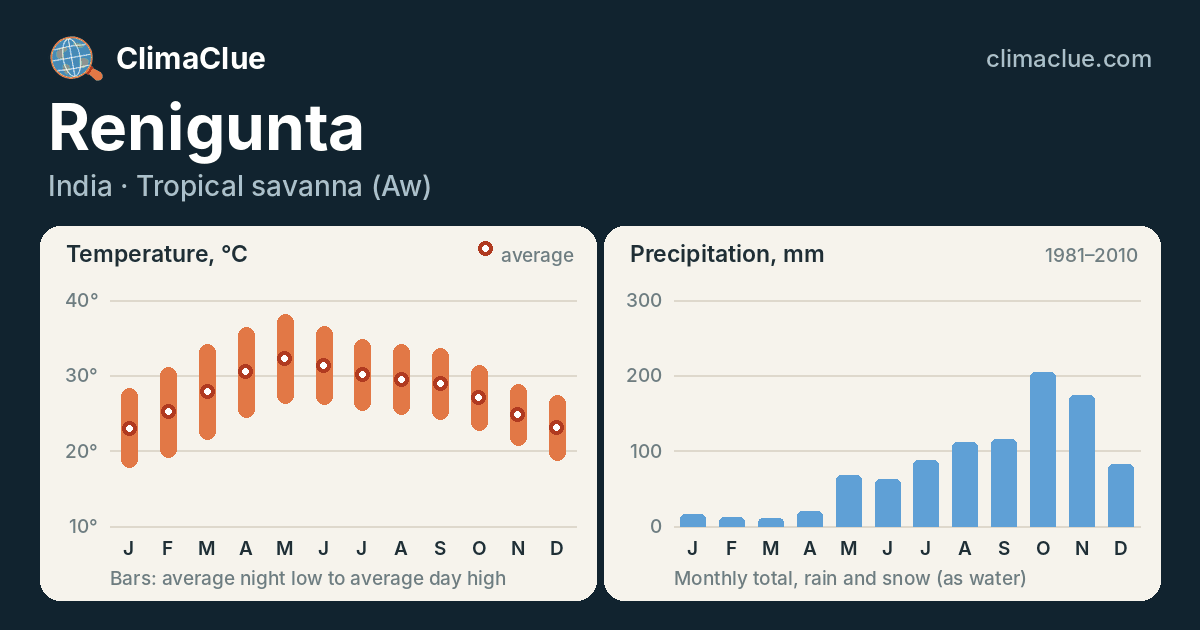 ClimaClue
climaclue.com
Renigunta
India · Tropical savanna (Aw)
Temperature, °C
average
40°
30°
20°
10°
J F M A M J J A S O N D
Bars: average night low to average day high
Precipitation, mm
1981–2010
300
200
100
0
J F M A M J J A S O N D
Monthly total, rain and snow (as water)